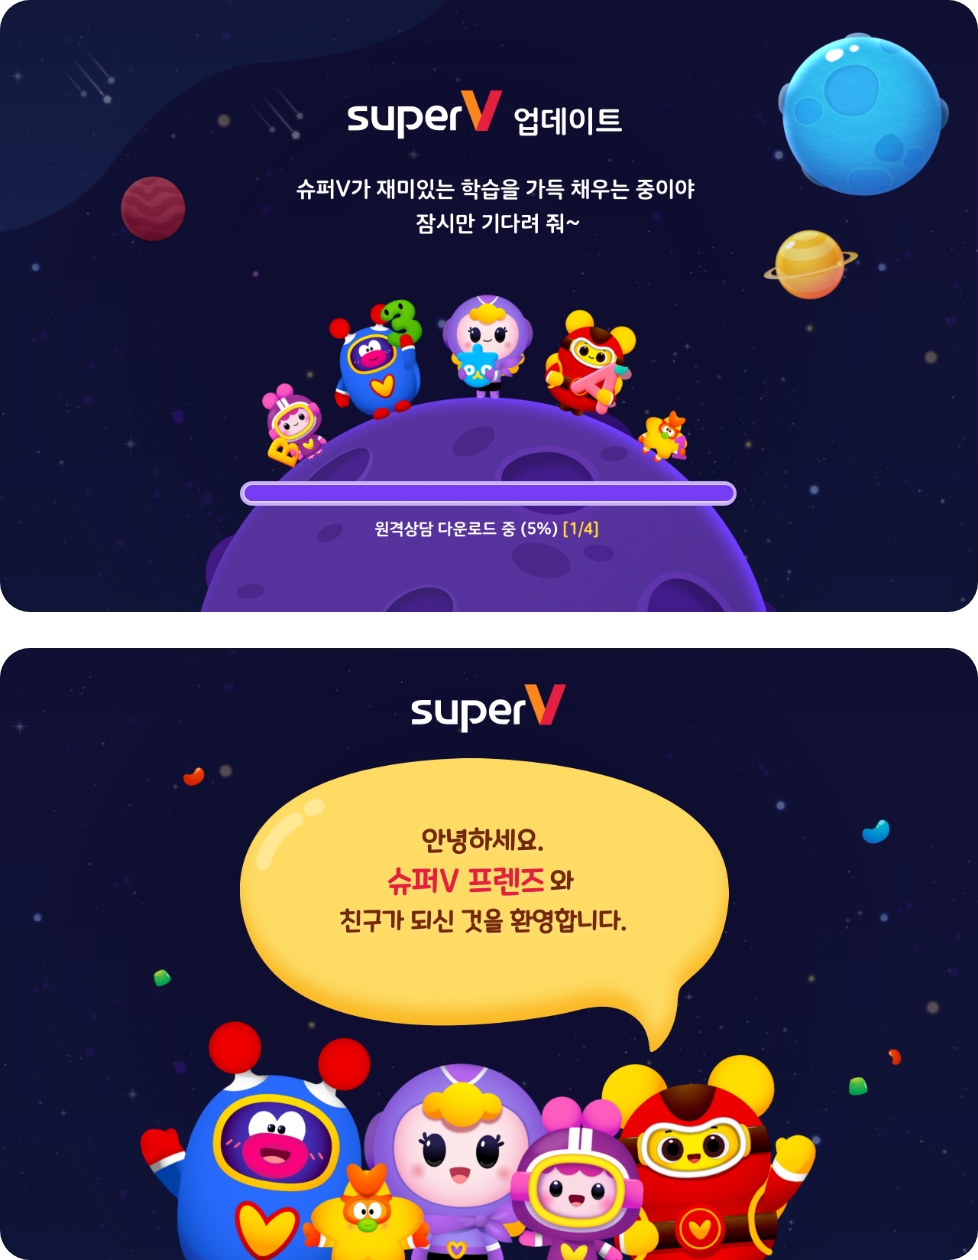 superV 업데이트
슈퍼V가 재미있는 학습을 가득 채우는 중이야
잠시만 기다려 줘~
3
B
A
원격상담 다운로드 중 (5%) [1/4]
superV
안녕하세요.
슈퍼V 프렌즈 와
친구가 되신 것을 환영합니다.